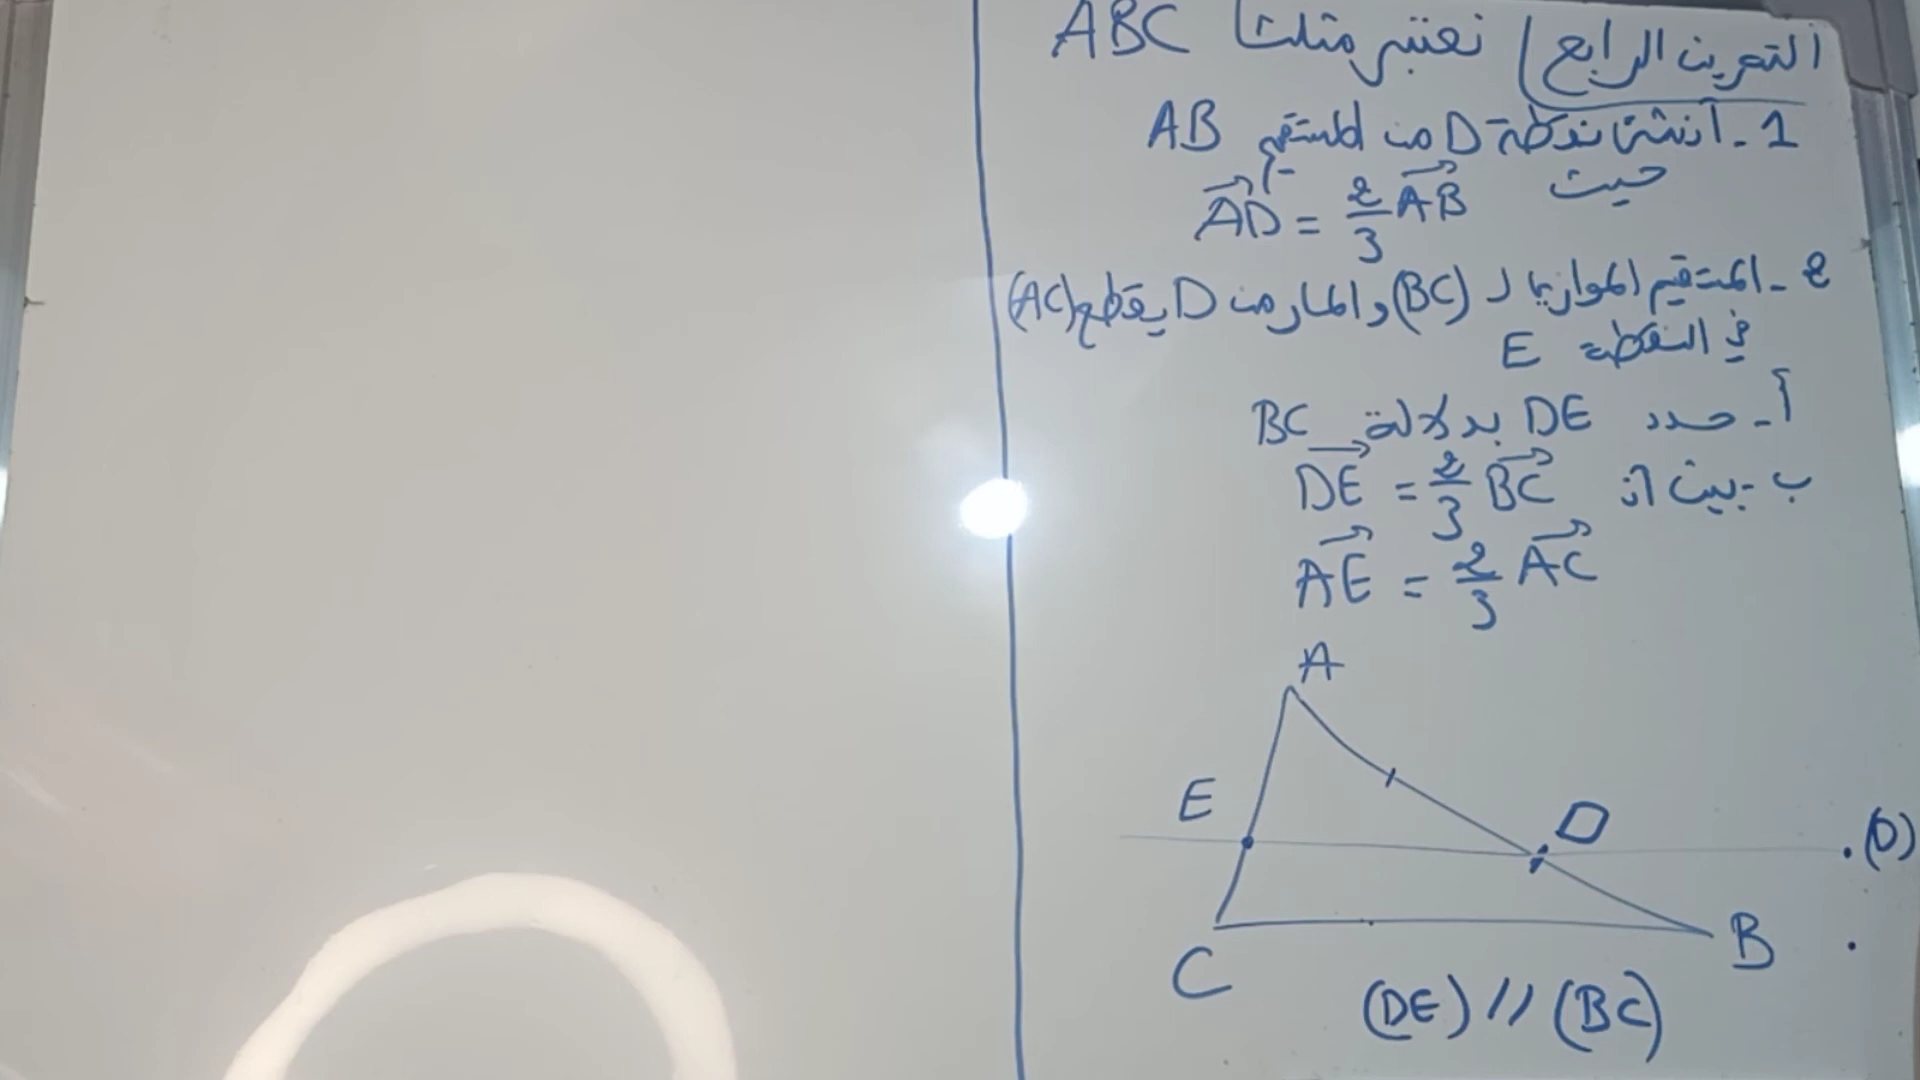 التمرين الرابع) نعتبر مثلثا ABC
1 - أنشئ نقطة D من المستقيم AB
حيث
AD = 2/3 AB
2 - المستقيم الموازي لـ (BC) والمار من D يقطع (AC)
في النقطة E
أ - حدد DE بدلالة BC
ب - بين أن DE = 2/3 BC
AE = 2/3 AC
A
E
D
(D)
C
B
(DE) // (BC)